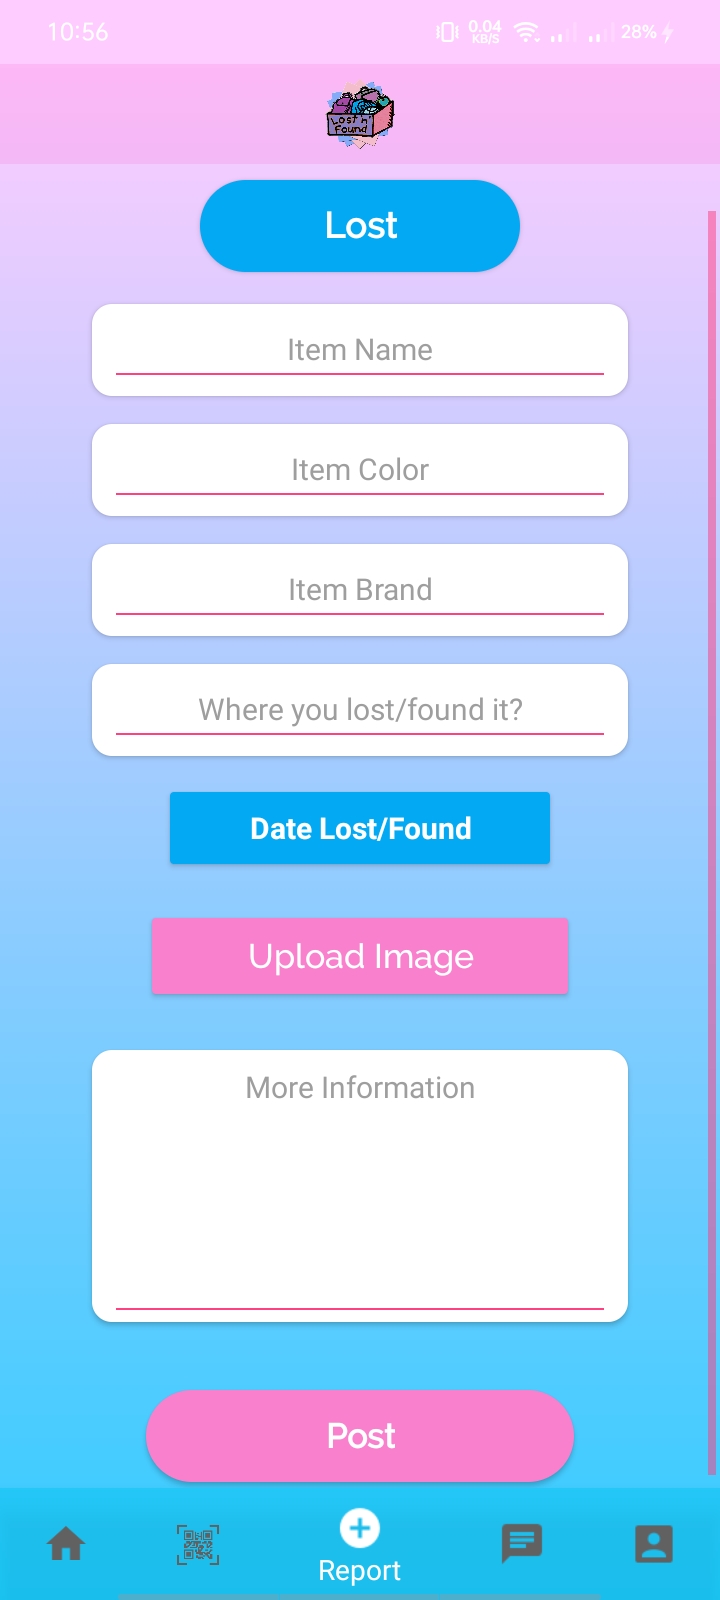 10:56
0.04
KB/S
28%
Lost 'n'
Found
Lost
Item Name
Item Color
Item Brand
Where you lost/found it?
Date Lost/Found
Upload Image
More Information
Post
Report